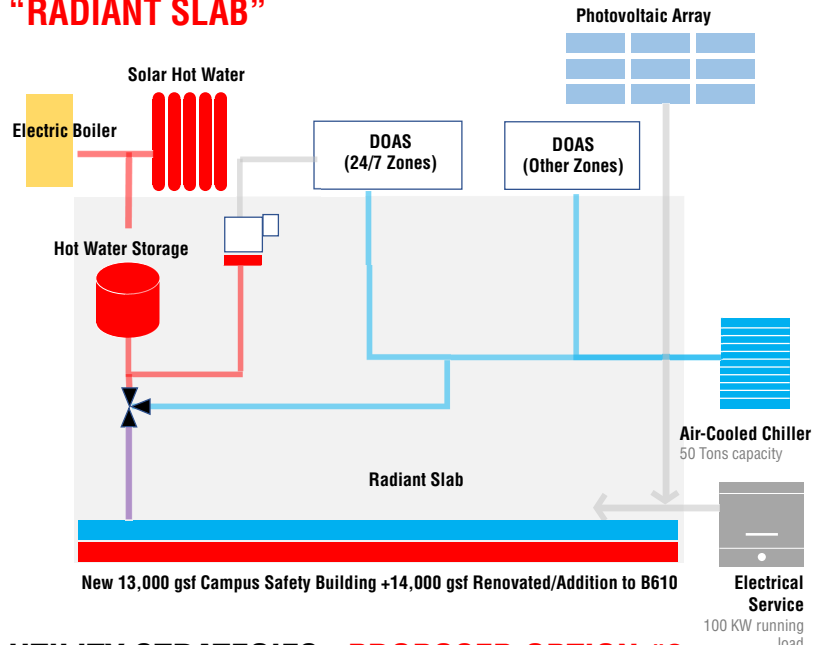 “RADIANT SLAB”
Photovoltaic Array
Solar Hot Water
Electric Boiler
DOAS
(24/7 Zones)
DOAS
(Other Zones)
Hot Water Storage
Air-Cooled Chiller
50 Tons capacity
Radiant Slab
New 13,000 gsf Campus Safety Building +14,000 gsf Renovated/Addition to B610
Electrical
Service
100 KW running
load